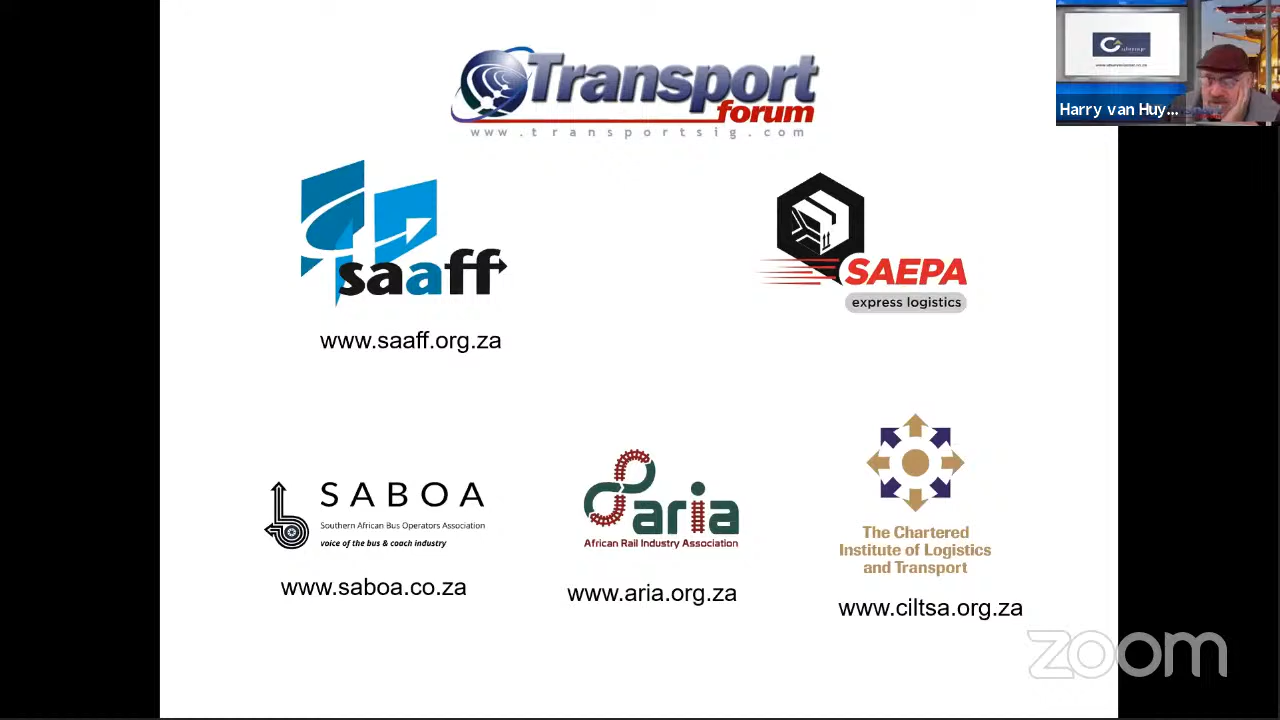 Transport
forum
www.transportsig.com
Harry van Huy...
saaff
www.saaff.org.za
SAEPA
express logistics
SABOA
Southern African Bus Operators Association
voice of the bus & coach industry
www.saboa.co.za
aria
African Rail Industry Association
www.aria.org.za
The Chartered
Institute of Logistics
and Transport
www.ciltsa.org.za
zoom